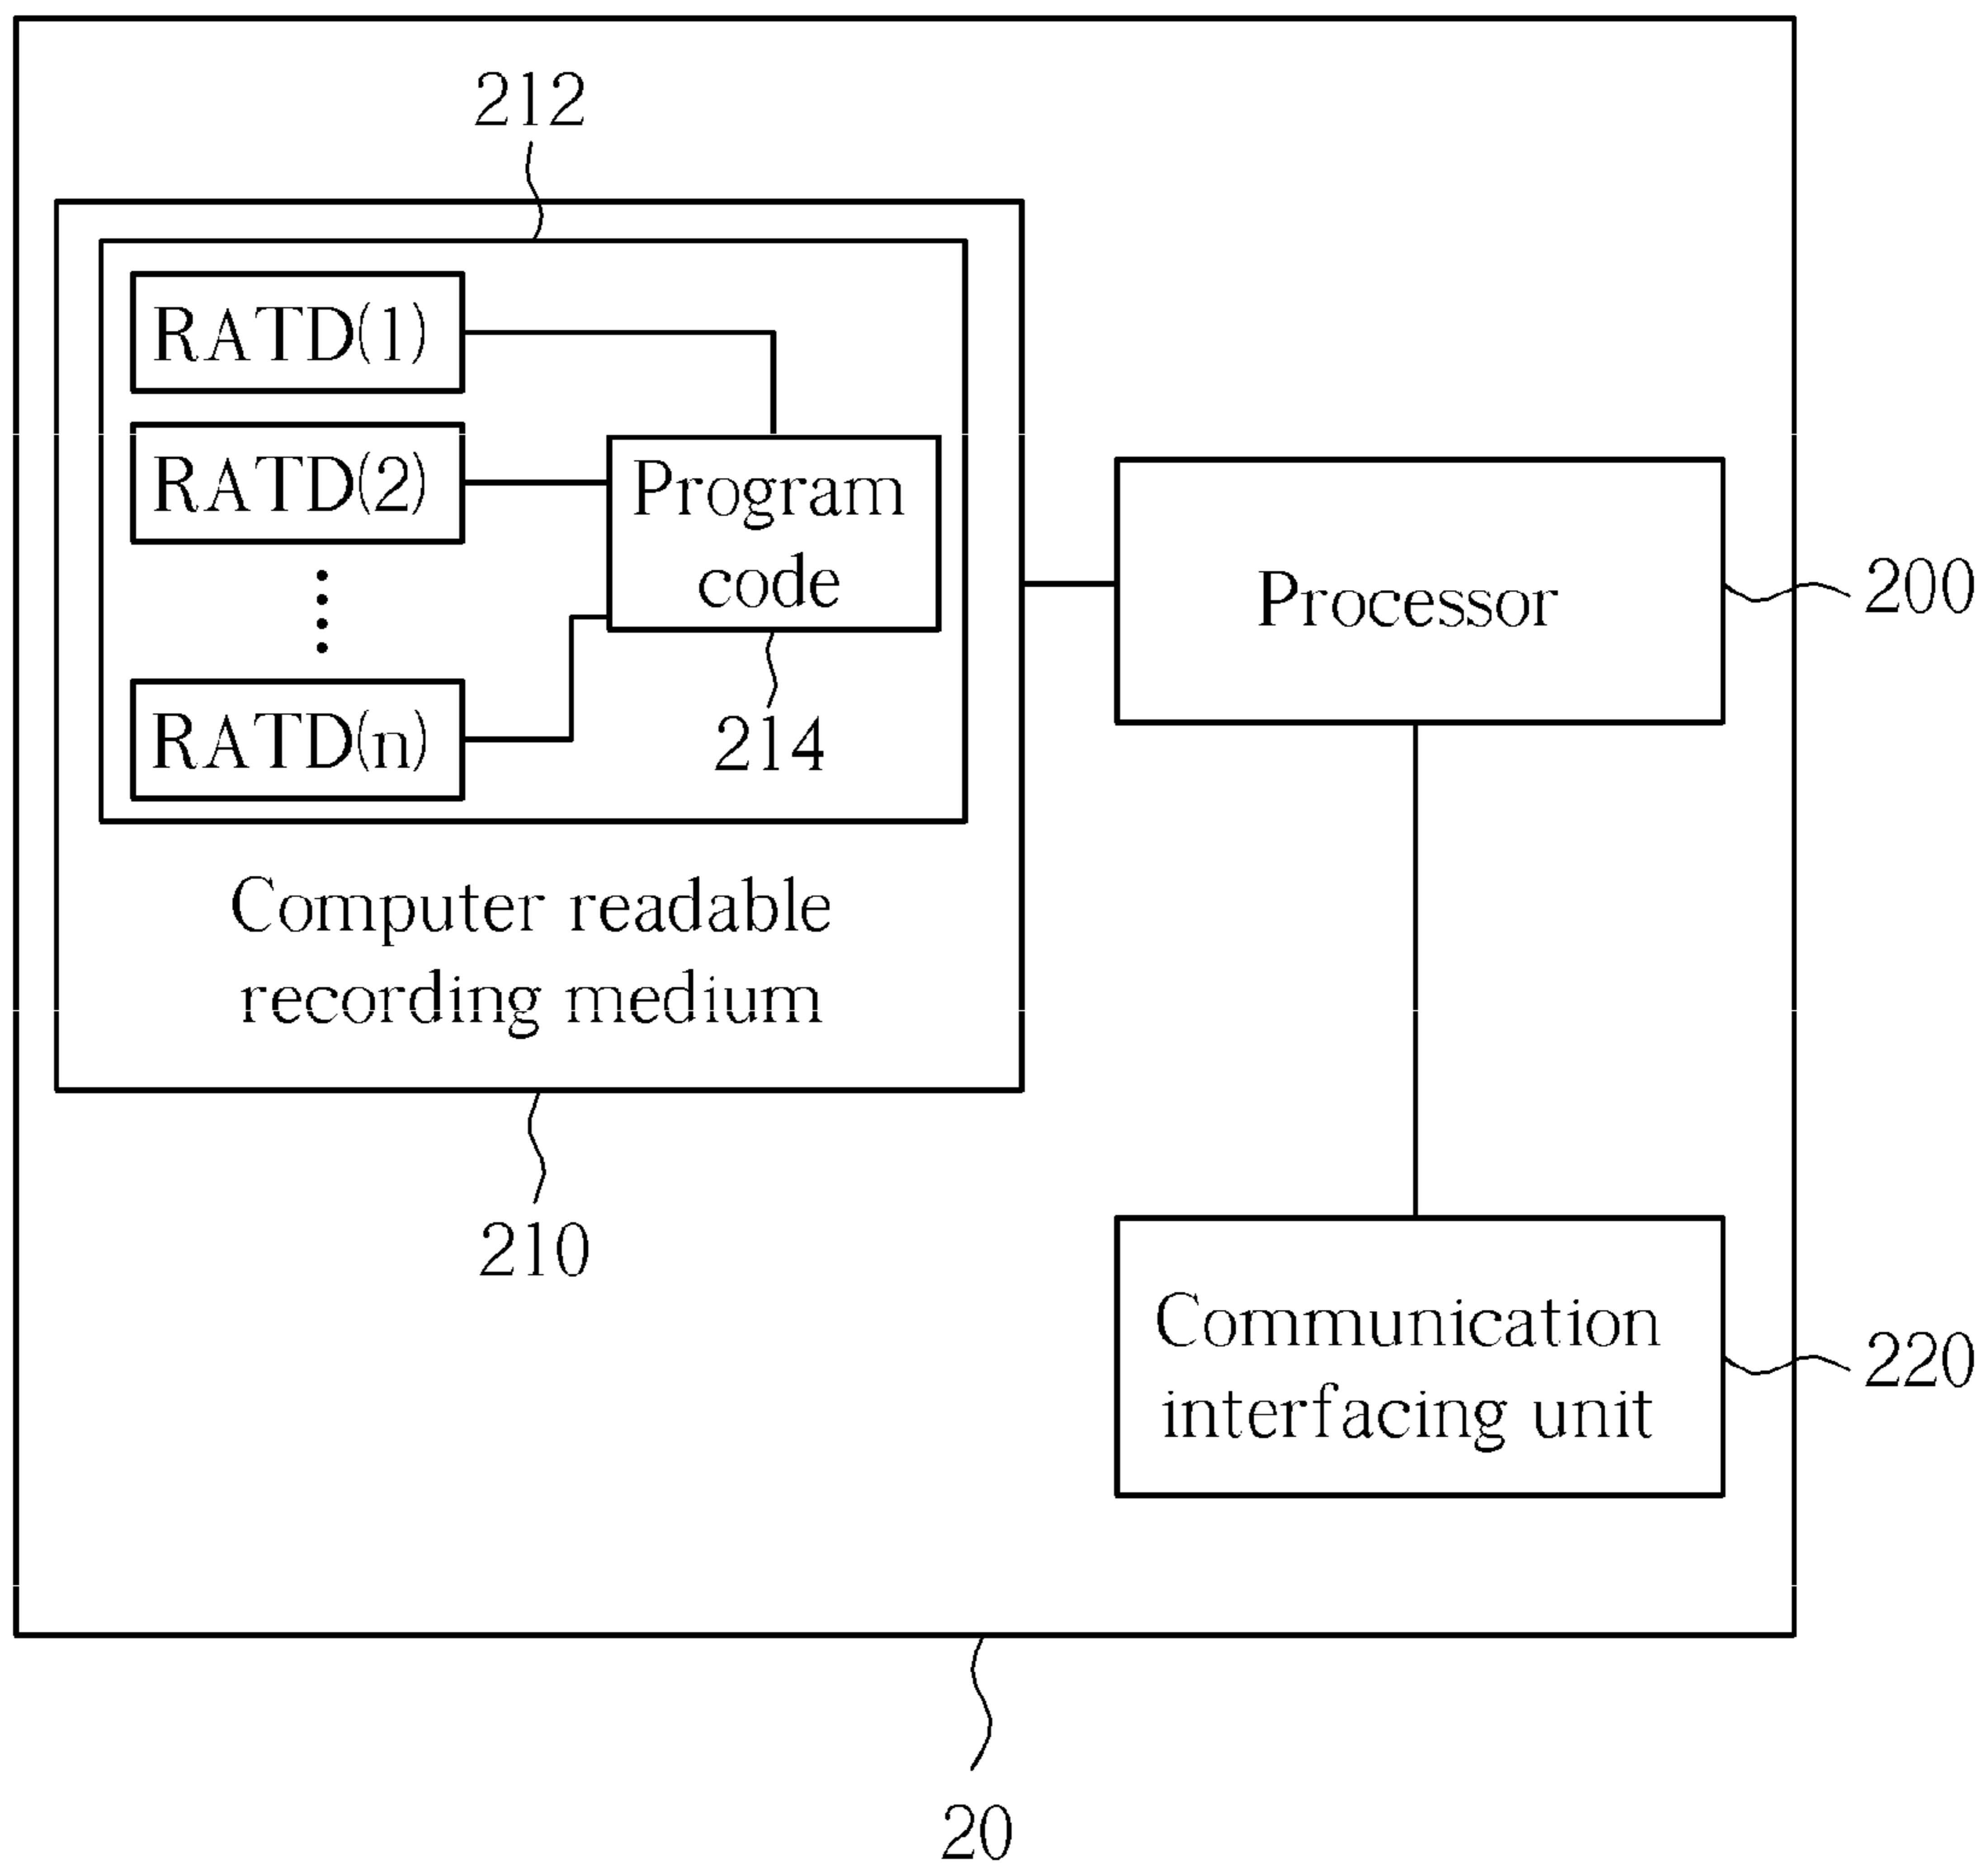 212
RATD(1)
RATD(2)
RATD(n)
Program
code
214
Computer readable
recording medium
210
Processor
200
Communication
interfacing unit
220
20